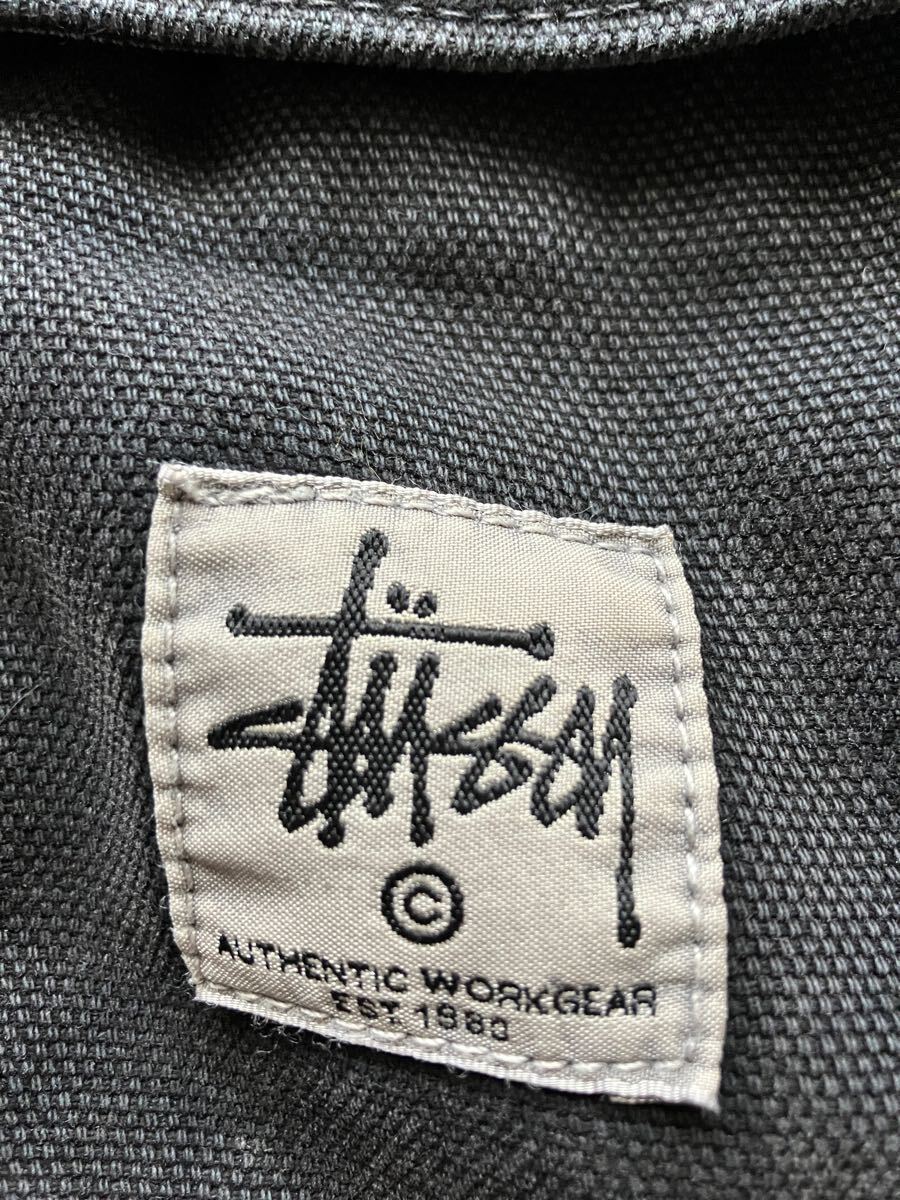 Stüssy
©
AUTHENTIC WORKGEAR
EST. 1980